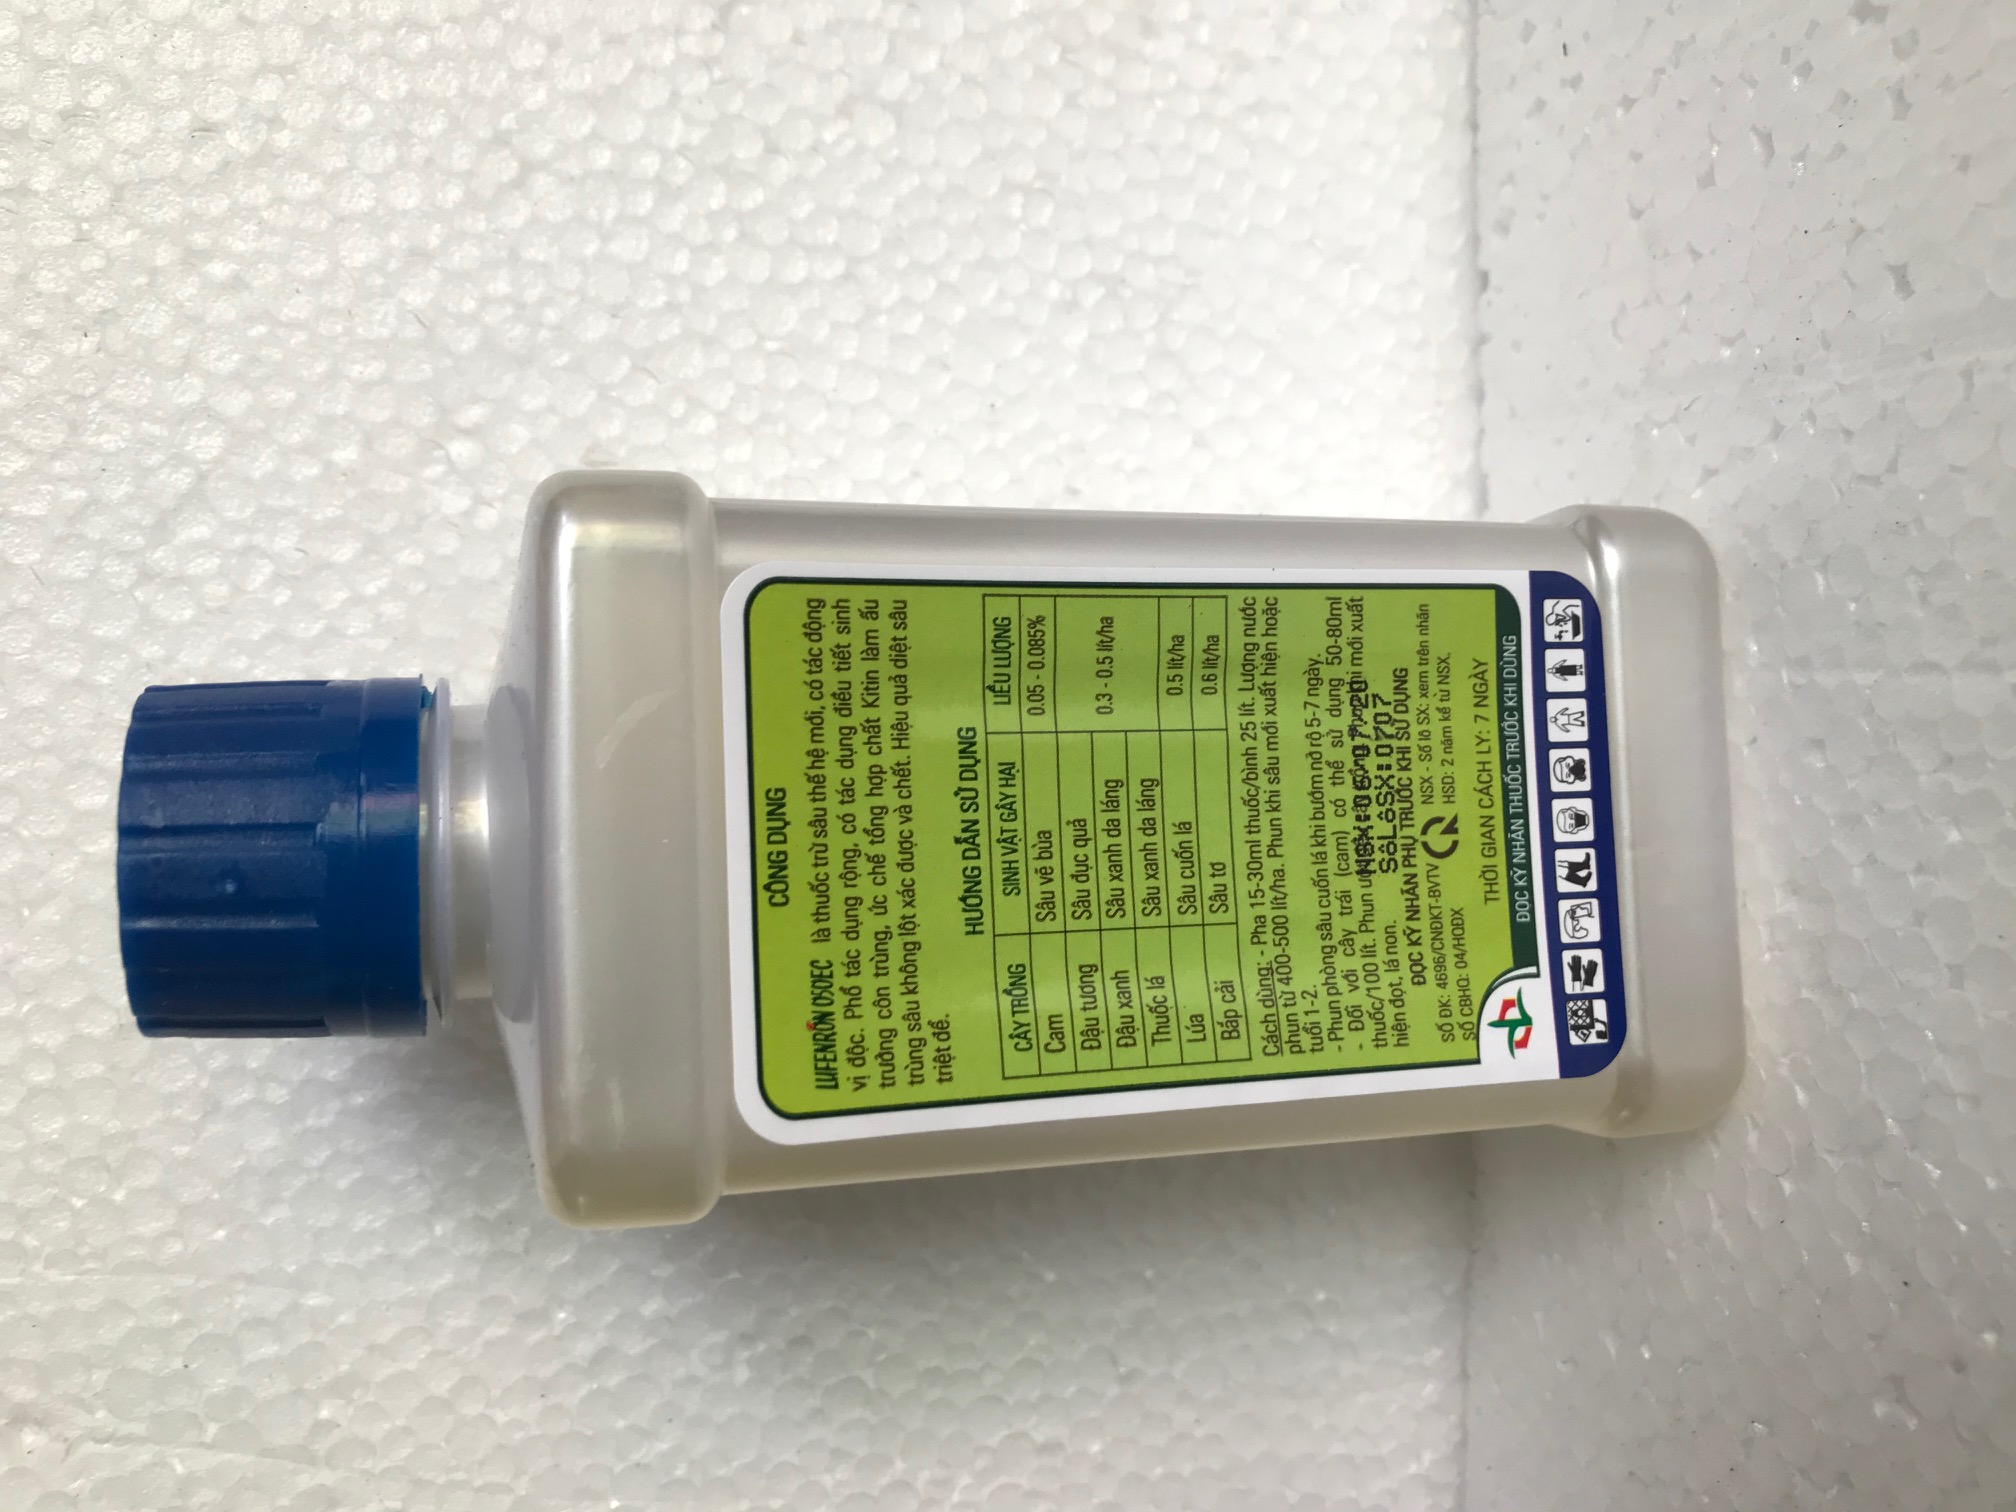 CÔNG DỤNG
LUFENRON 050EC là thuốc trừ sâu thế hệ mới, có tác động
vị độc. Phổ tác dụng rộng, có tác dụng điều tiết sinh
trưởng côn trùng, ức chế tổng hợp chất Kitin làm ấu
trùng sâu không lột xác được và chết. Hiệu quả diệt sâu
triệt để.
HƯỚNG DẪN SỬ DỤNG
CÂY TRỒNG SINH VẬT GÂY HẠI LIỀU LƯỢNG
Cam Sâu vẽ bùa 0.05 - 0.085%
Đậu tương Sâu đục quả
Đậu xanh Sâu xanh da láng 0.3 - 0.5 lít/ha
Thuộc lá Sâu xanh da láng
Lúa Sâu cuốn lá 0.5 lít/ha
Bắp cải Sâu tơ 0.6 lít/ha
Cách dùng: - Pha 15-30ml thuốc/bình 25 lít. Lượng nước
phun từ 400-500 lít/ha. Phun khi sâu mới xuất hiện hoặc
tuổi 1-2.
- Phun phòng sâu cuốn lá khi bướm nở rộ 5-7 ngày.
- Đối với cây trái (cam) có thể sử dụng 50-80ml
thuốc/100 lít. Phun khi mới xuất
hiện đọt, lá non.
NSX:060720
SốLôSX:0707
ĐỌC KỸ NHÃN PHỤ TRƯỚC KHI SỬ DỤNG
SỐ ĐK: 4696/CNĐKT-BVTV NSX - Số lô SX: xem trên nhãn
SỐ CBHQ: 04/HQĐX HSD: 2 năm kể từ NSX.
THỜI GIAN CÁCH LY: 7 NGÀY
ĐỌC KỸ NHÃN THUỐC TRƯỚC KHI DÙNG